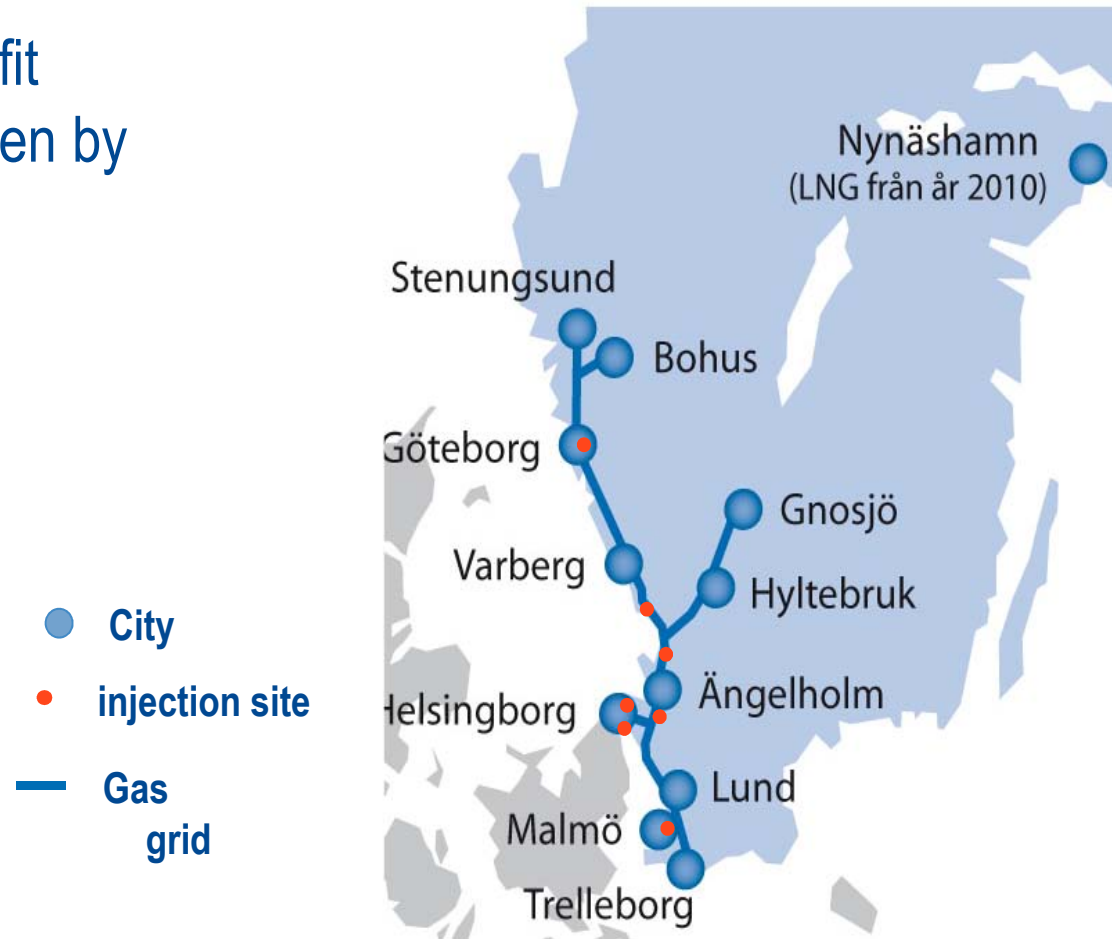 fit
en by
Nynäshamn
(LNG från år 2010)
Stenungsund
Bohus
Göteborg
Gnosjö
Varberg
Hyltebruk
City
injection site
Ängelholm
Helsingborg
Gas
grid
Lund
Malmö
Trelleborg